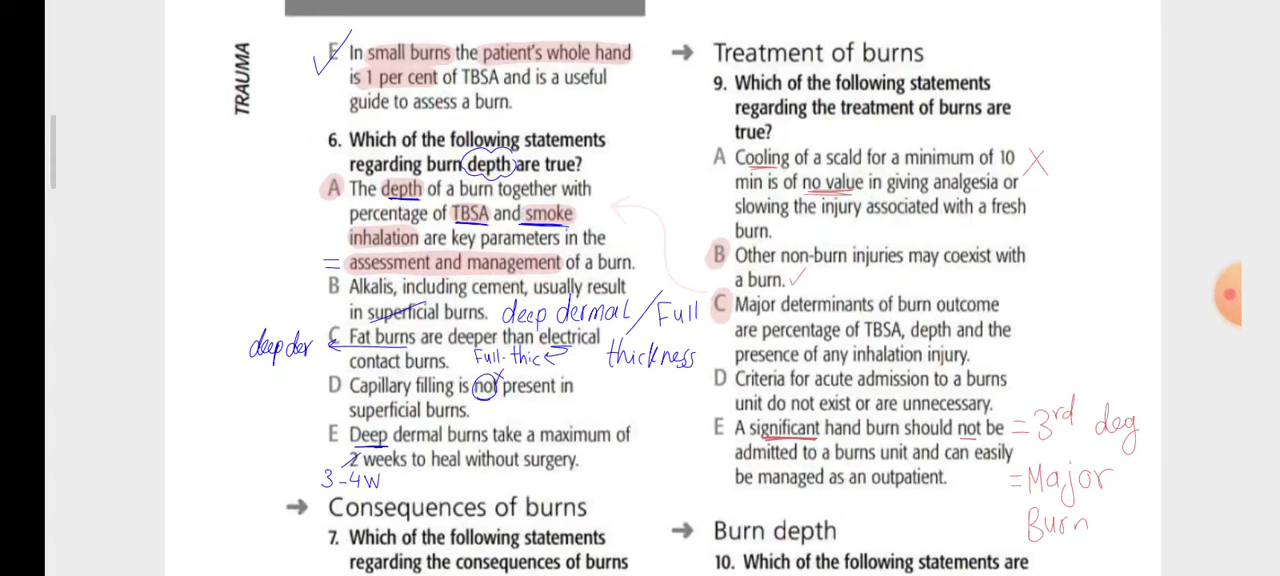 TRAUMA
E In small burns the patient's whole hand
is 1 per cent of TBSA and is a useful
guide to assess a burn.
6. Which of the following statements
regarding burn depth are true?
A The depth of a burn together with
percentage of TBSA and smoke
inhalation are key parameters in the
= assessment and management of a burn.
B Alkalis, including cement, usually result
in superficial burns. deep dermal / Full
thickness
deep der
C Fat burns are deeper than electrical
contact burns. Full-thic
D Capillary filling is not present in
superficial burns.
E Deep dermal burns take a maximum of
2 weeks to heal without surgery.
3-4W
→ Consequences of burns
7. Which of the following statements
regarding the consequences of burns
→ Treatment of burns
9. Which of the following statements
regarding the treatment of burns are
true?
A Cooling of a scald for a minimum of 10
min is of no value in giving analgesia or
slowing the injury associated with a fresh
burn.
B Other non-burn injuries may coexist with
a burn.
C Major determinants of burn outcome
are percentage of TBSA, depth and the
presence of any inhalation injury.
D Criteria for acute admission to a burns
unit do not exist or are unnecessary.
E A significant hand burn should not be = 3rd deg
admitted to a burns unit and can easily
be managed as an outpatient. = Major
Burn
→ Burn depth
10. Which of the following statements are